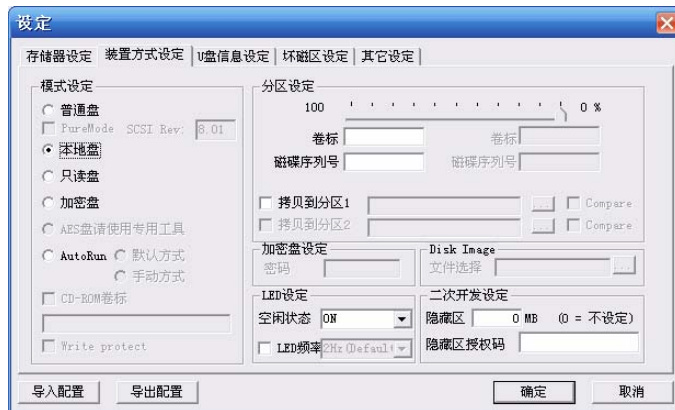 设定
存储器设定 装置方式设定 U盘信息设定 坏磁区设定 其它设定
模式设定
普通盘
PureMode SCSI Rev: 8.01
本地盘
只读盘
加密盘
AES盘请使用专用工具
AutoRun 默认方式
手动方式
CD-ROM卷标
Write protect
分区设定
100 0 %
卷标 卷标
磁碟序列号 磁碟序列号
拷贝到分区1 ... Compare
拷贝到分区2 ... Compare
加密盘设定
密码
Disk Image
文件选择 ...
LED设定
空闲状态 ON
LED频率 2Hz(Defaul
二次开发设定
隐藏区 0 MB (0 = 不设定)
隐藏区授权码
导入配置 导出配置 确定 取消